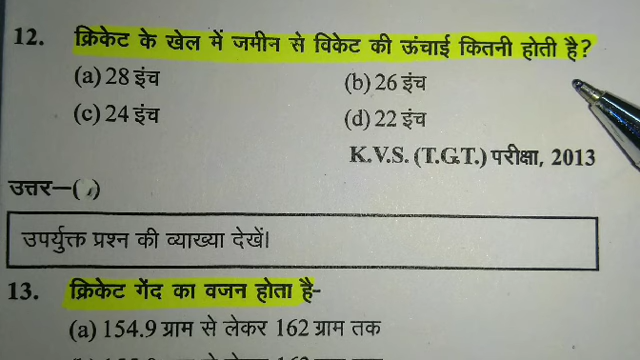 12. क्रिकेट के खेल में जमीन से विकेट की ऊंचाई कितनी होती है?
(a) 28 इंच (b) 26 इंच
(c) 24 इंच (d) 22 इंच
K.V.S. (T.G.T.) परीक्षा, 2013
उत्तर—( )
उपर्युक्त प्रश्न की व्याख्या देखें।
13. क्रिकेट गेंद का वजन होता है-
(a) 154.9 ग्राम से लेकर 162 ग्राम तक